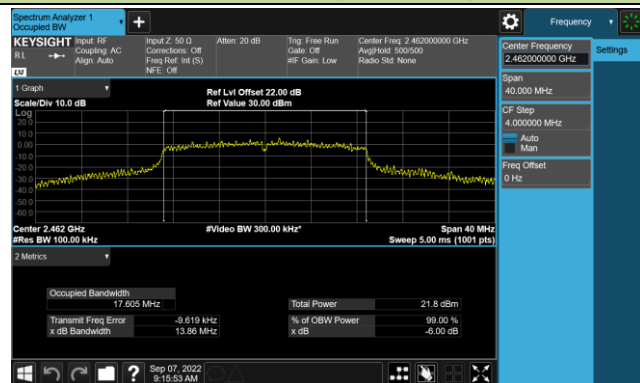 Spectrum Analyzer 1
Occupied BW
Frequency
KEYSIGHT
RL
Input: RF
Coupling: AC
Align: Auto
Input Z: 50 Ω
Corrections: Off
Freq Ref: Int (S)
NFE: Off
Atten: 20 dB
Trig: Free Run
Gate: Off
#IF Gain: Low
Center Freq: 2.462000000 GHz
Avg|Hold: 500/500
Radio Std: None
LXI
1 Graph
Scale/Div 10.0 dB
Ref Lvl Offset 22.00 dB
Ref Value 30.00 dBm
Log
20.0
10.0
0.00
-10.0
-20.0
-30.0
-40.0
-50.0
-60.0
Center 2.462 GHz
#Res BW 100.00 kHz
#Video BW 300.00 kHz*
Span 40 MHz
Sweep 5.00 ms (1001 pts)
2 Metrics
Occupied Bandwidth
17.605 MHz
Transmit Freq Error -9.619 kHz
x dB Bandwidth 13.86 MHz
Total Power 21.8 dBm
% of OBW Power 99.00 %
x dB -6.00 dB
Sep 07, 2022
9:15:53 AM
Center Frequency
2.462000000 GHz
Settings
Span
40.000 MHz
CF Step
4.000000 MHz
Auto
Man
Freq Offset
0 Hz